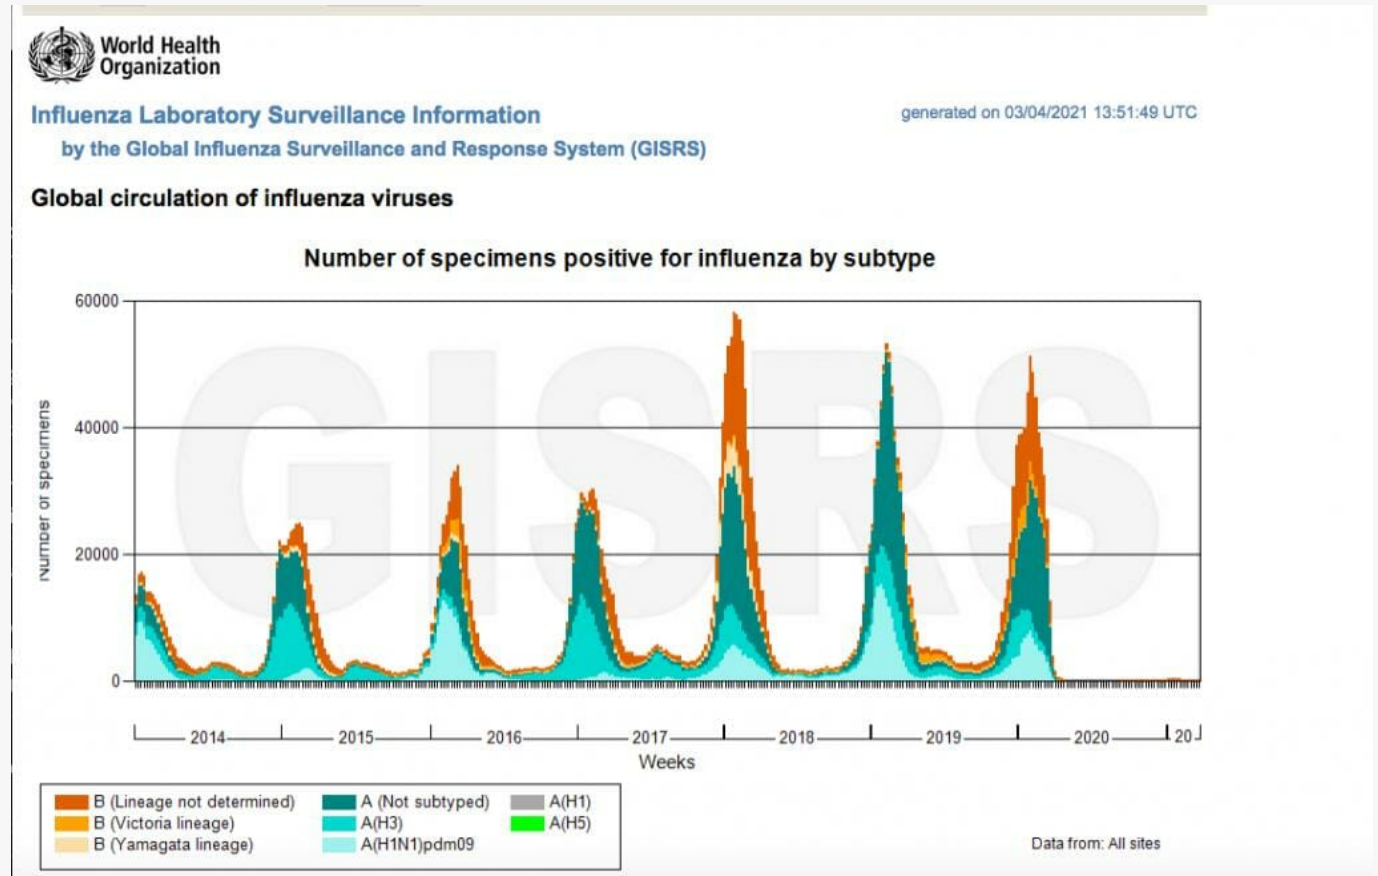 World Health
Organization
Influenza Laboratory Surveillance Information
generated on 03/04/2021 13:51:49 UTC
by the Global Influenza Surveillance and Response System (GISRS)
Global circulation of influenza viruses
Number of specimens positive for influenza by subtype
GISRS
Number of specimens
60000
40000
20000
0
2014 2015 2016 2017 2018 2019 2020 20
Weeks
B (Lineage not determined) A (Not subtyped) A(H1)
B (Victoria lineage) A(H3) A(H5)
B (Yamagata lineage) A(H1N1)pdm09
Data from: All sites